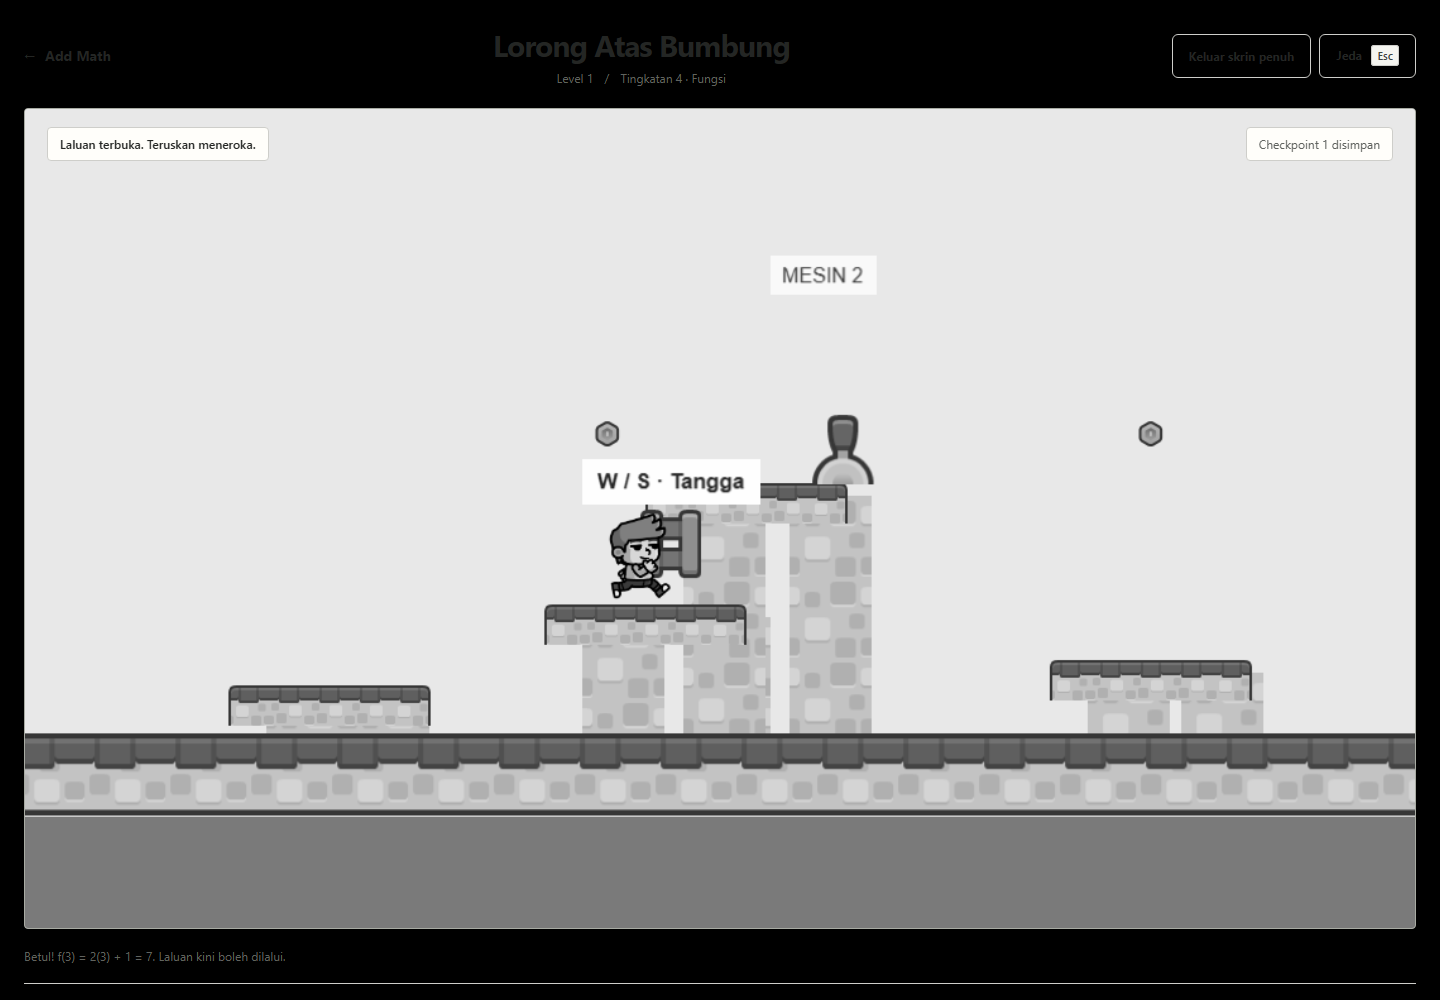 ← Add Math
Lorong Atas Bumbung
Level 1 / Tingkatan 4 · Fungsi
Keluar skrin penuh
Jeda Esc
Laluan terbuka. Teruskan meneroka.
Checkpoint 1 disimpan
MESIN 2
W / S · Tangga
Betul! f(3) = 2(3) + 1 = 7. Laluan kini boleh dilalui.